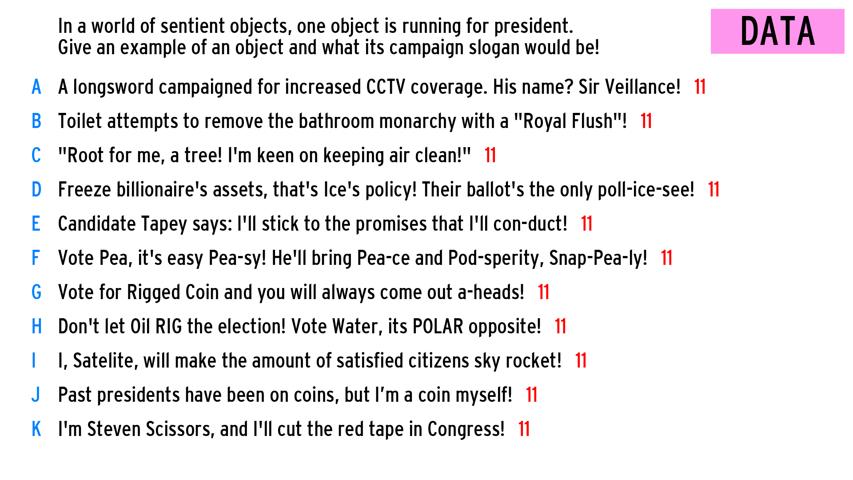 In a world of sentient objects, one object is running for president.
Give an example of an object and what its campaign slogan would be!
DATA
A A longsword campaigned for increased CCTV coverage. His name? Sir Veillance! 11
B Toilet attempts to remove the bathroom monarchy with a "Royal Flush"! 11
C "Root for me, a tree! I'm keen on keeping air clean!" 11
D Freeze billionaire's assets, that's Ice's policy! Their ballot's the only poll-ice-see! 11
E Candidate Tapey says: I'll stick to the promises that I'll con-duct! 11
F Vote Pea, it's easy Pea-sy! He'll bring Pea-ce and Pod-sperity, Snap-Pea-ly! 11
G Vote for Rigged Coin and you will always come out a-heads! 11
H Don't let Oil RIG the election! Vote Water, its POLAR opposite! 11
I I, Satelite, will make the amount of satisfied citizens sky rocket! 11
J Past presidents have been on coins, but I’m a coin myself! 11
K I'm Steven Scissors, and I'll cut the red tape in Congress! 11